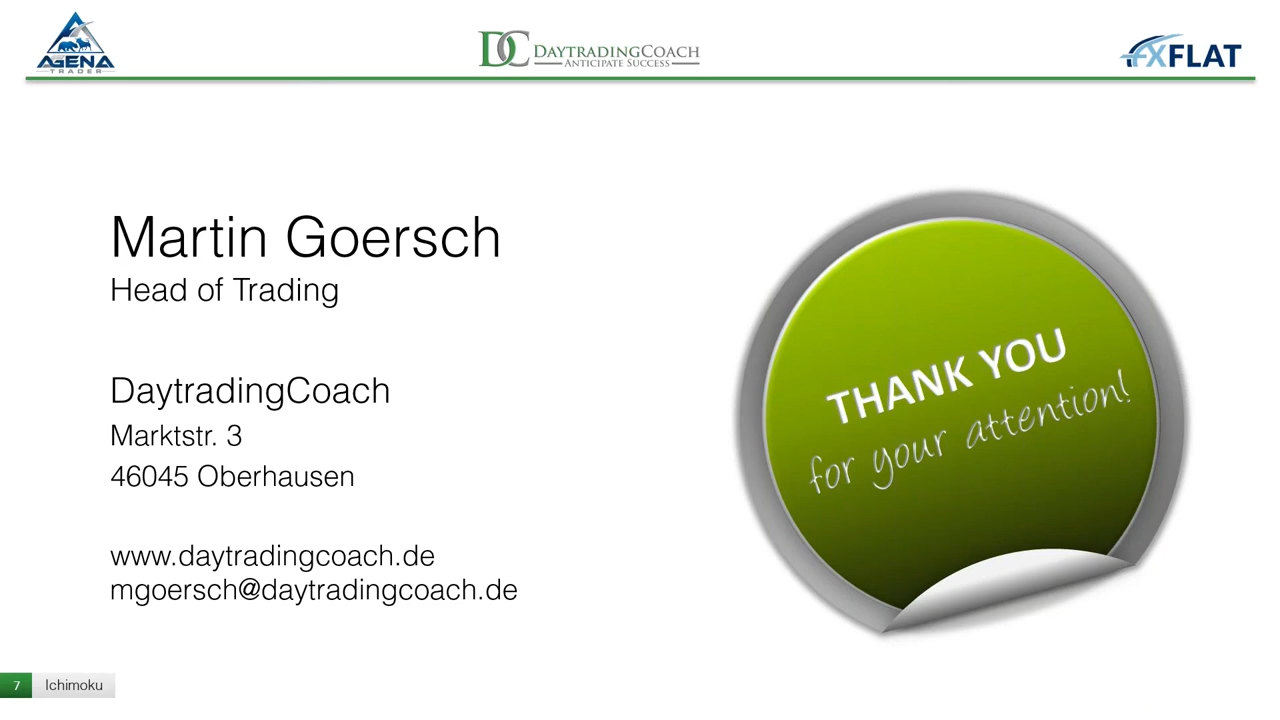 AGENA
TRADER
DC DAYTRADINGCOACH
ANTICIPATE SUCCESS
FXFLAT
Martin Goersch
Head of Trading
DaytradingCoach
Marktstr. 3
46045 Oberhausen
www.daytradingcoach.de
mgoersch@daytradingcoach.de
THANK YOU
for your attention!
7 Ichimoku